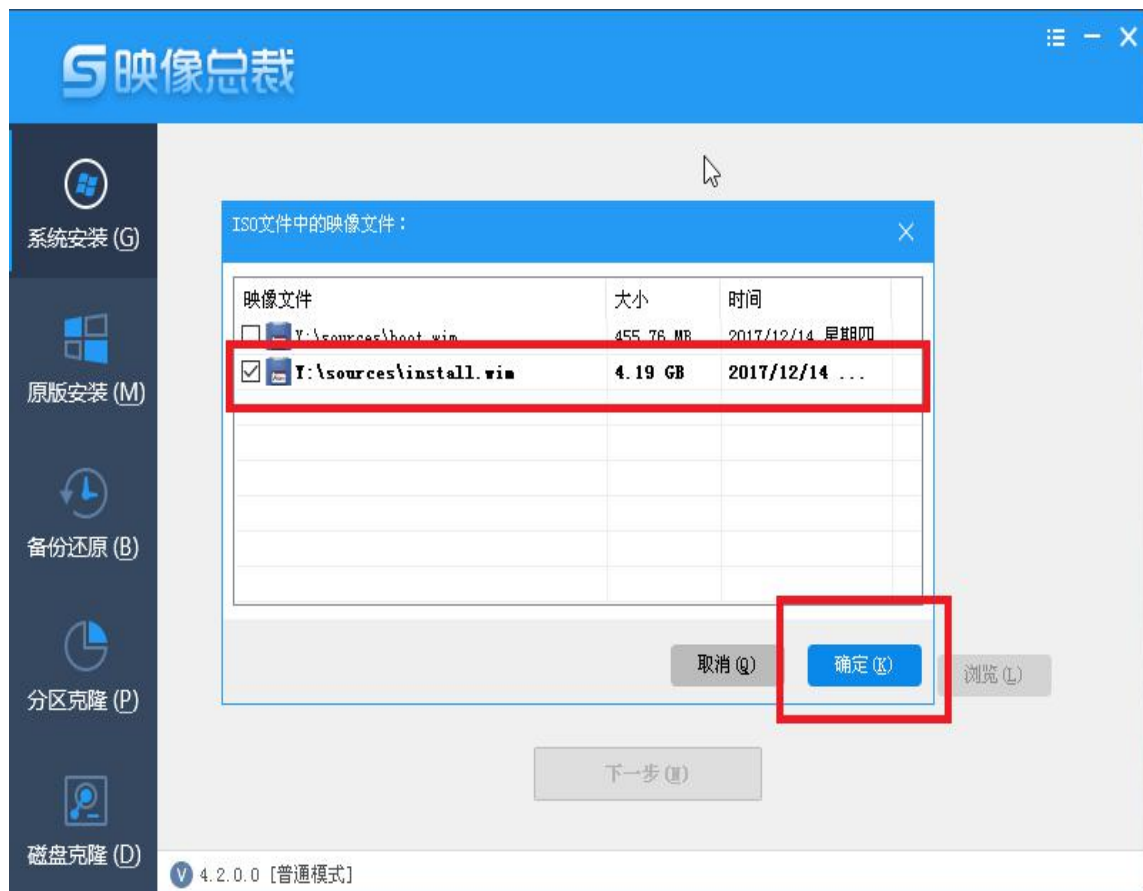 S映像总裁
系统安装(G)
原版安装(M)
备份还原(B)
分区克隆(P)
磁盘克隆(D)
ISO文件中的映像文件：
映像文件 大小 时间
Y:\sources\boot.wim 455.76 MB 2017/12/14 星期四
Y:\sources\install.wim 4.19 GB 2017/12/14 ...
取消(Q) 确定(K)
浏览(L)
下一步(N)
V 4.2.0.0 [普通模式]